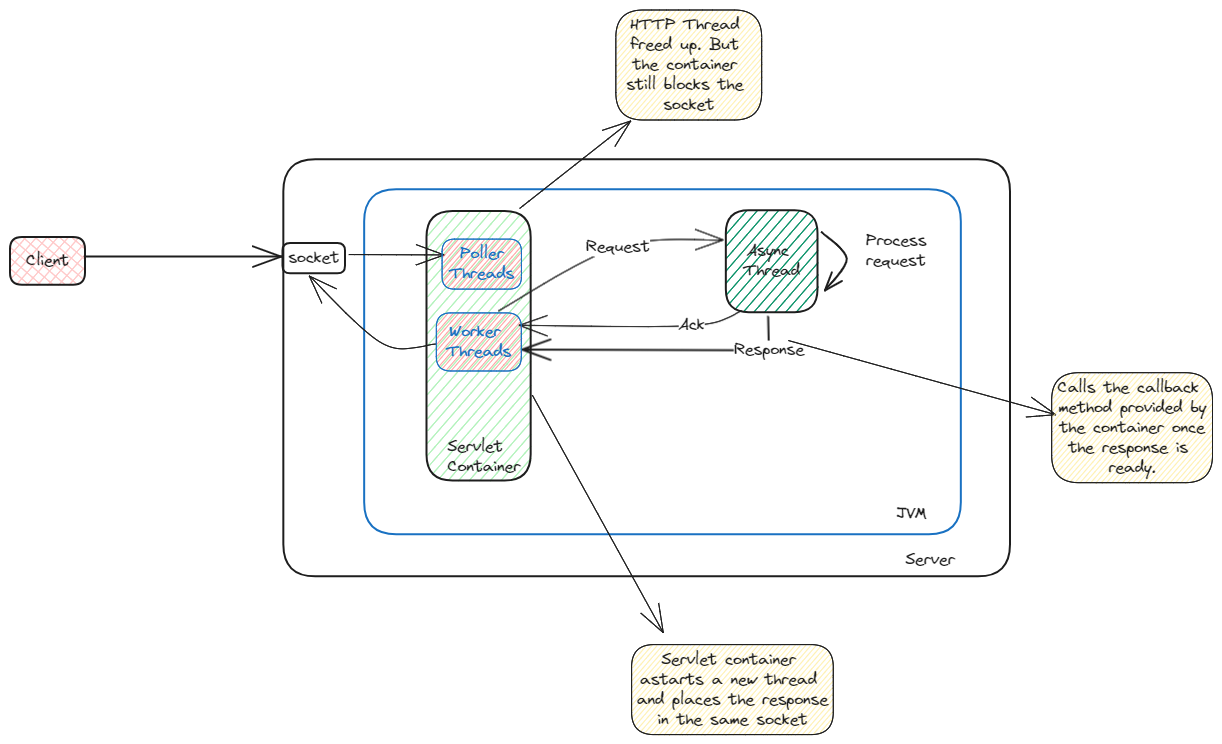 HTTP Thread
freed up. But
the container
still blocks the
socket
Client
socket
Poller
Threads
Worker
Threads
Servlet
Container
Request
Async
Thread
Process
request
Ack
Response
Calls the callback
method provided by
the container once
the response is
ready.
JVM
Server
Servlet container
astarts a new thread
and places the response
in the same socket